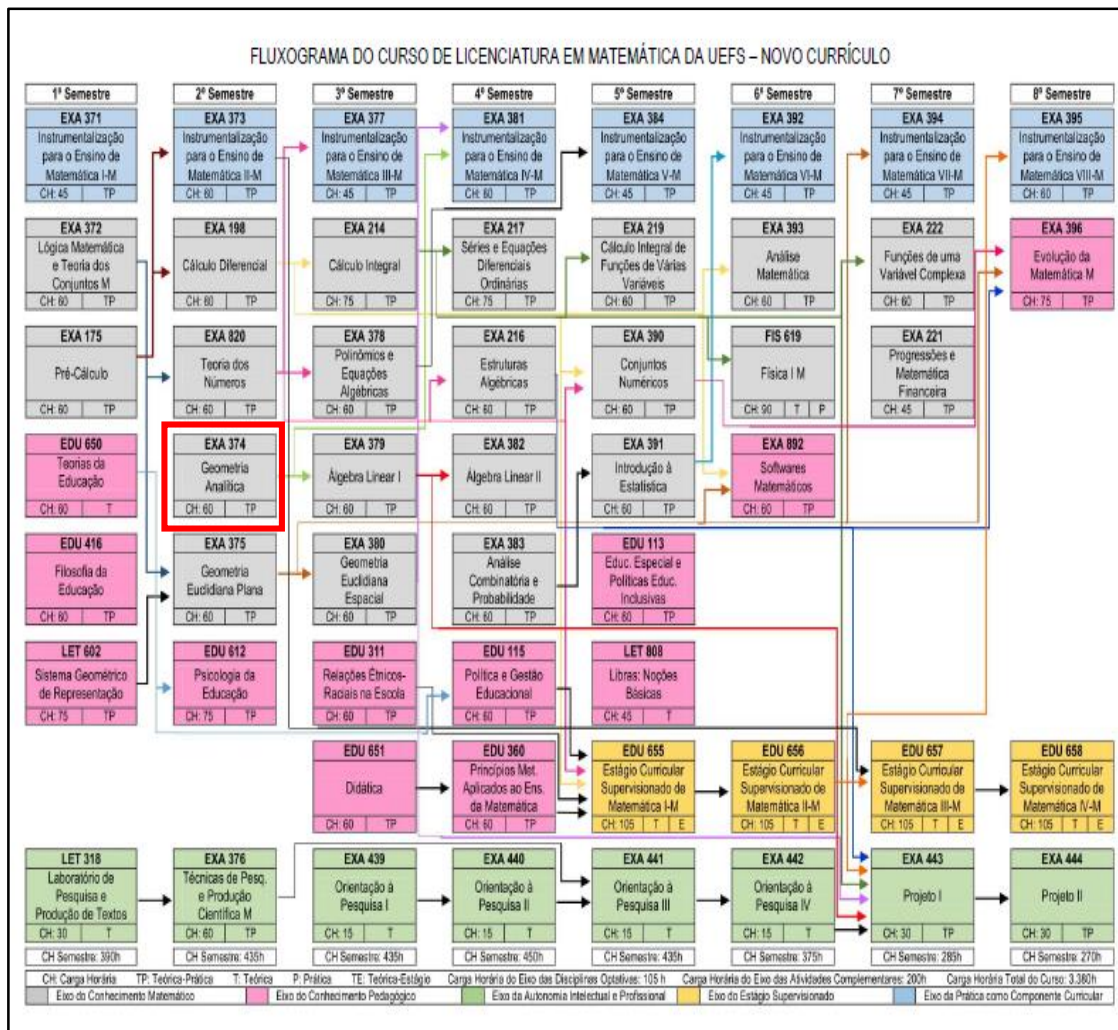 FLUXOGRAMA DO CURSO DE LICENCIATURA EM MATEMÁTICA DA UEFS – NOVO CURRÍCULO
1º Semestre
2º Semestre
3º Semestre
4º Semestre
5º Semestre
6º Semestre
7º Semestre
8º Semestre
EXA 371
Instrumentalização
para o Ensino de
Matemática I-M
CH: 45 TP
EXA 373
Instrumentalização
para o Ensino de
Matemática II-M
CH: 60 TP
EXA 377
Instrumentalização
para o Ensino de
Matemática III-M
CH: 45 TP
EXA 381
Instrumentalização
para o Ensino de
Matemática IV-M
CH: 60 TP
EXA 384
Instrumentalização
para o Ensino de
Matemática V-M
CH: 45 TP
EXA 392
Instrumentalização
para o Ensino de
Matemática VI-M
CH: 45 TP
EXA 394
Instrumentalização
para o Ensino de
Matemática VII-M
CH: 45 TP
EXA 395
Instrumentalização
para o Ensino de
Matemática VIII-M
CH: 60 TP
EXA 372
Lógica Matemática
e Teoria dos
Conjuntos M
CH: 60 TP
EXA 198
Cálculo Diferencial
CH: 60 TP
EXA 214
Cálculo Integral
CH: 75 TP
EXA 217
Séries e Equações
Diferenciais
Ordinárias
CH: 75 TP
EXA 219
Cálculo Integral de
Funções de Várias
Variáveis
CH: 60 TP
EXA 393
Análise
Matemática
CH: 60 TP
EXA 222
Funções de uma
Variável Complexa
CH: 60 TP
EXA 396
Evolução da
Matemática M
CH: 75 TP
EXA 175
Pré-Cálculo
CH: 60 TP
EXA 820
Teoria dos
Números
CH: 60 TP
EXA 378
Polinômios e
Equações
Algébricas
CH: 60 TP
EXA 216
Estruturas
Algébricas
CH: 60 TP
EXA 390
Conjuntos
Numéricos
CH: 60 TP
FIS 619
Física I M
CH: 90 T P
EXA 221
Progressões e
Matemática
Financeira
CH: 45 TP
EDU 650
Teorias da
Educação
CH: 60 T
EXA 374
Geometria
Analítica
CH: 60 TP
EXA 379
Álgebra Linear I
CH: 60 TP
EXA 382
Álgebra Linear II
CH: 60 TP
EXA 391
Introdução à
Estatística
CH: 60 TP
EXA 892
Softwares
Matemáticos
CH: 60 TP
EDU 416
Filosofia da
Educação
CH: 60 TP
EXA 375
Geometria
Euclidiana Plana
CH: 60 TP
EXA 380
Geometria
Euclidiana
Espacial
CH: 60 TP
EXA 383
Análise
Combinatória e
Probabilidade
CH: 60 TP
EDU 113
Educ. Especial e
Políticas Educ.
Inclusivas
CH: 60 TP
LET 602
Sistema Geométrico
de Representação
CH: 75 TP
EDU 612
Psicologia da
Educação
CH: 75 TP
EDU 311
Relações Étnicos-
Raciais na Escola
CH: 60 TP
EDU 115
Política e Gestão
Educacional
CH: 60 TP
LET 808
Libras: Noções
Básicas
CH: 45 T
EDU 651
Didática
CH: 60 TP
EDU 360
Princípios Met.
Aplicados ao Ens.
da Matemática
CH: 60 TP
EDU 655
Estágio Curricular
Supervisionado de
Matemática I-M
CH: 105 T E
EDU 656
Estágio Curricular
Supervisionado de
Matemática II-M
CH: 105 T E
EDU 657
Estágio Curricular
Supervisionado de
Matemática III-M
CH: 105 T E
EDU 658
Estágio Curricular
Supervisionado de
Matemática IV-M
CH: 105 T E
LET 318
Laboratório de
Pesquisa e
Produção de Textos
CH: 30 T
EXA 376
Técnicas de Pesq.
e Produção
Científica M
CH: 60 TP
EXA 439
Orientação à
Pesquisa I
CH: 15 T
EXA 440
Orientação à
Pesquisa II
CH: 15 T
EXA 441
Orientação à
Pesquisa III
CH: 15 T
EXA 442
Orientação à
Pesquisa IV
CH: 15 T
EXA 443
Projeto I
CH: 30 TP
EXA 444
Projeto II
CH: 30 TP
CH Semestre: 390h
CH Semestre: 435h
CH Semestre: 435h
CH Semestre: 450h
CH Semestre: 435h
CH Semestre: 375h
CH Semestre: 285h
CH Semestre: 270h
CH: Carga Horária TP: Teórica-Prática T: Teórica P: Prática TE: Teórica-Estágio Carga Horária do Eixo das Disciplinas Optativas: 105 h Carga Horária do Eixo das Atividades Complementares: 200h Carga Horária Total do Curso: 3.380h
Eixo do Conhecimento Matemático Eixo do Conhecimento Pedagógico Eixo da Autonomia Intelectual e Profissional Eixo do Estágio Supervisionado Eixo da Prática como Componente Curricular